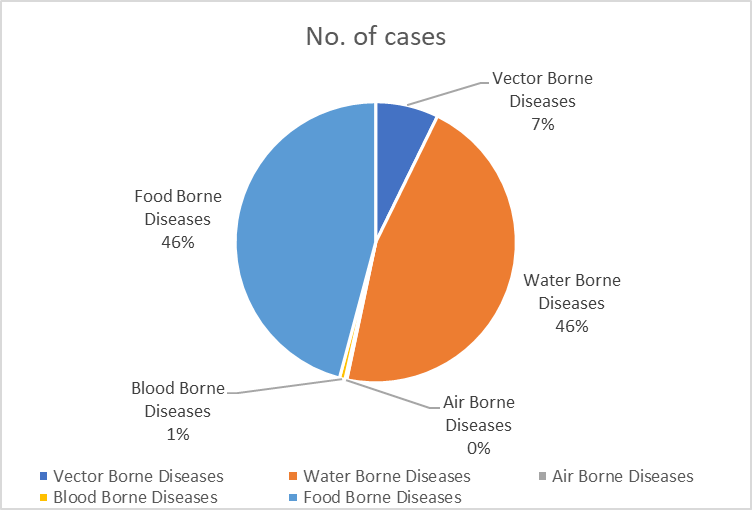 No. of cases
Vector Borne
Diseases
7%
Food Borne
Diseases
46%
Water Borne
Diseases
46%
Blood Borne
Diseases
1%
Air Borne
Diseases
0%
Vector Borne Diseases
Water Borne Diseases
Air Borne Diseases
Blood Borne Diseases
Food Borne Diseases